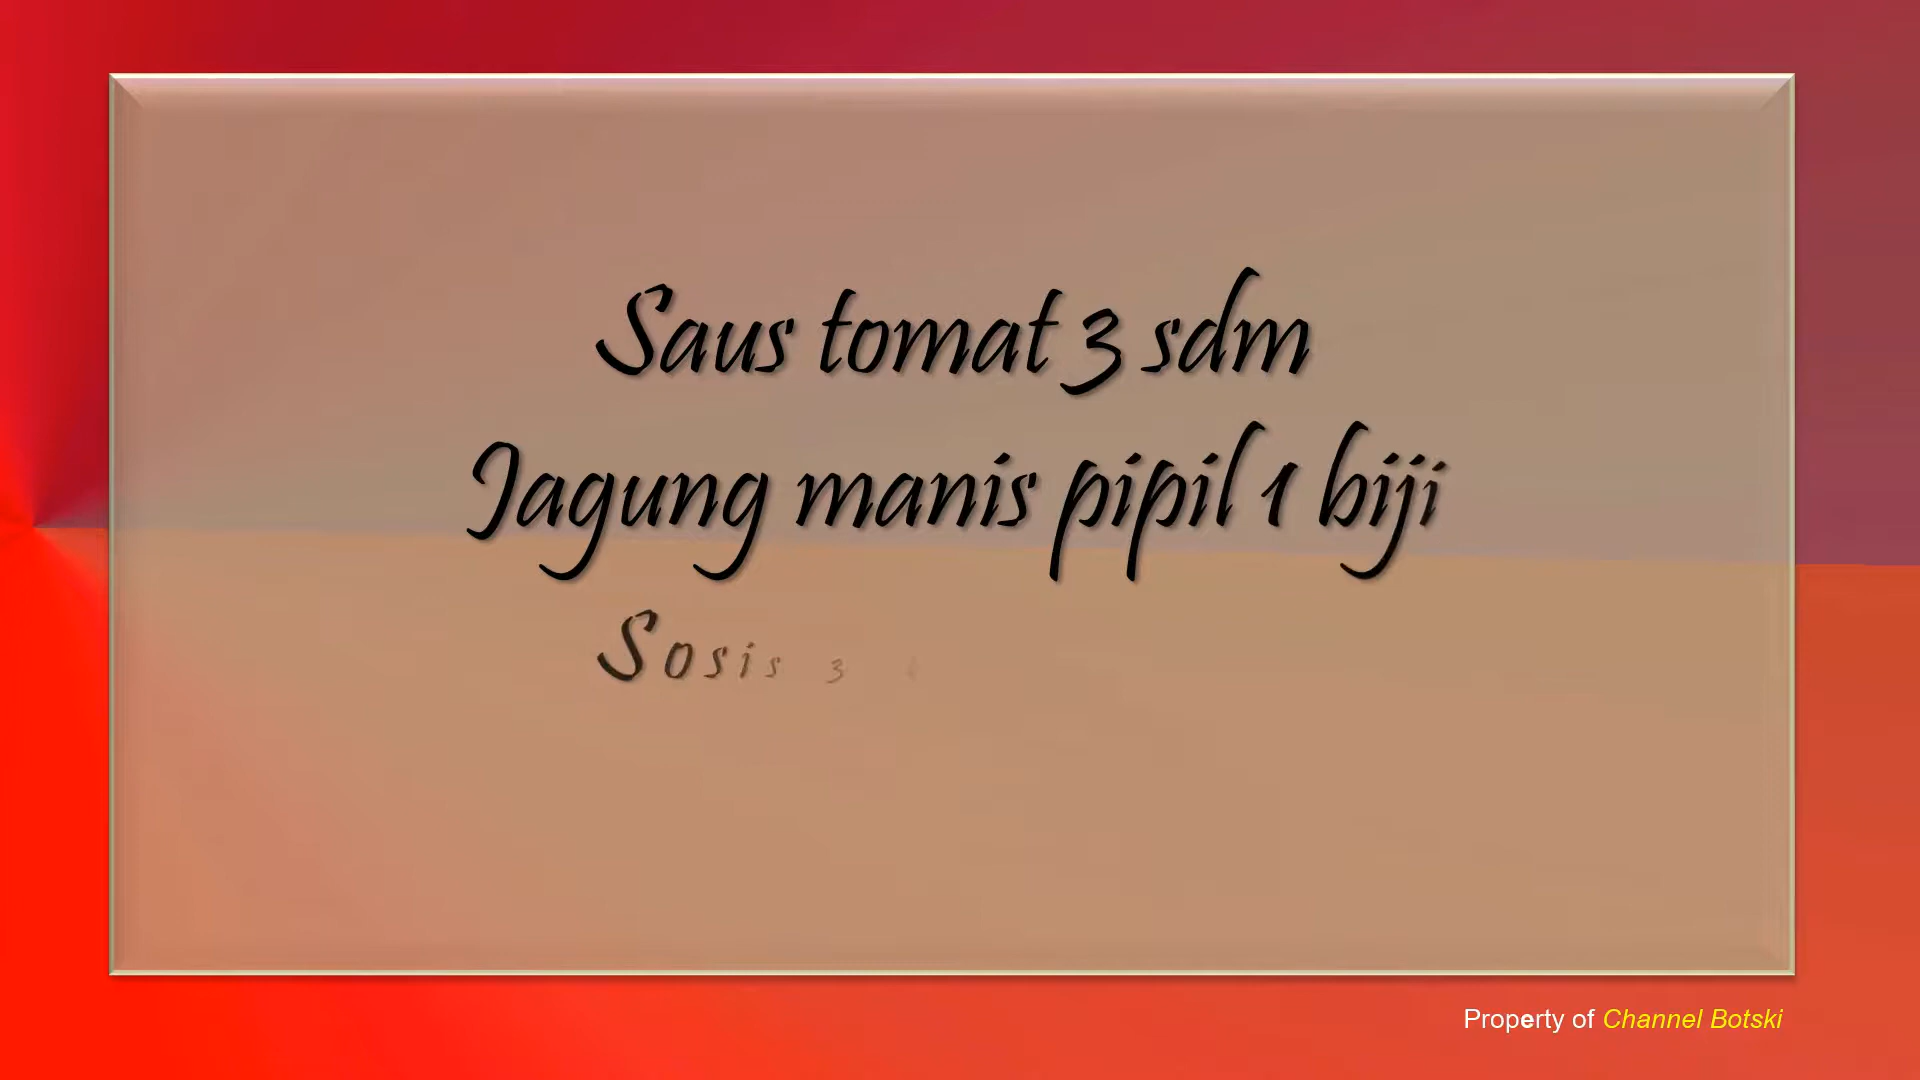 Saus tomat 3 sdm
Jagung manis pipil 1 biji
Sosis 3
Property of Channel Botski